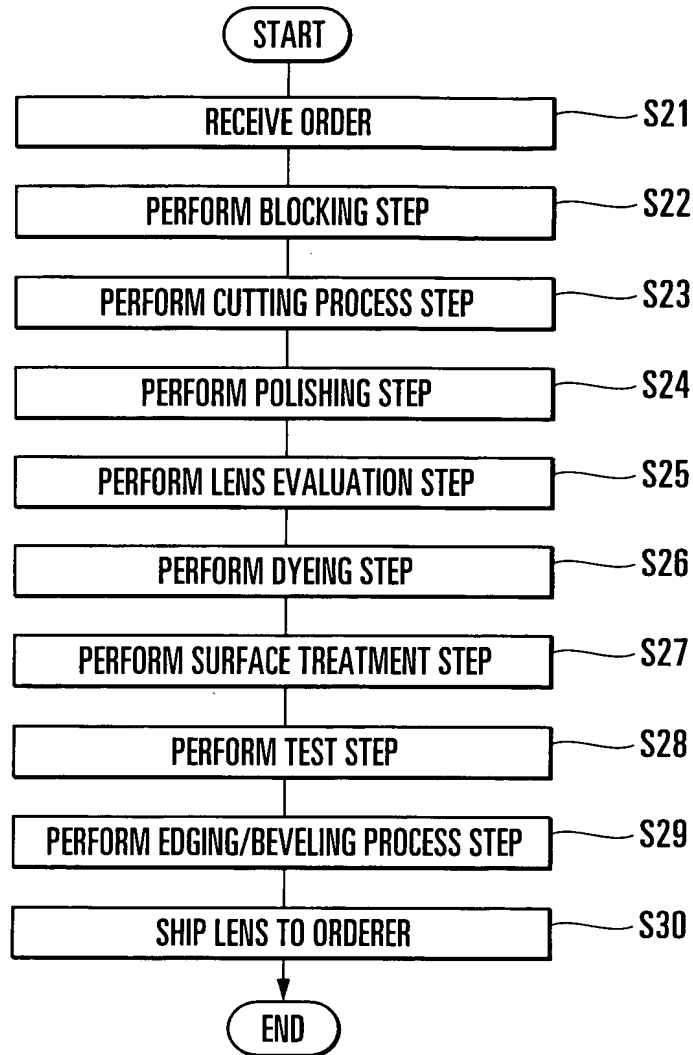 START
RECEIVE ORDER S21
PERFORM BLOCKING STEP S22
PERFORM CUTTING PROCESS STEP S23
PERFORM POLISHING STEP S24
PERFORM LENS EVALUATION STEP S25
PERFORM DYEING STEP S26
PERFORM SURFACE TREATMENT STEP S27
PERFORM TEST STEP S28
PERFORM EDGING/BEVELING PROCESS STEP S29
SHIP LENS TO ORDERER S30
END